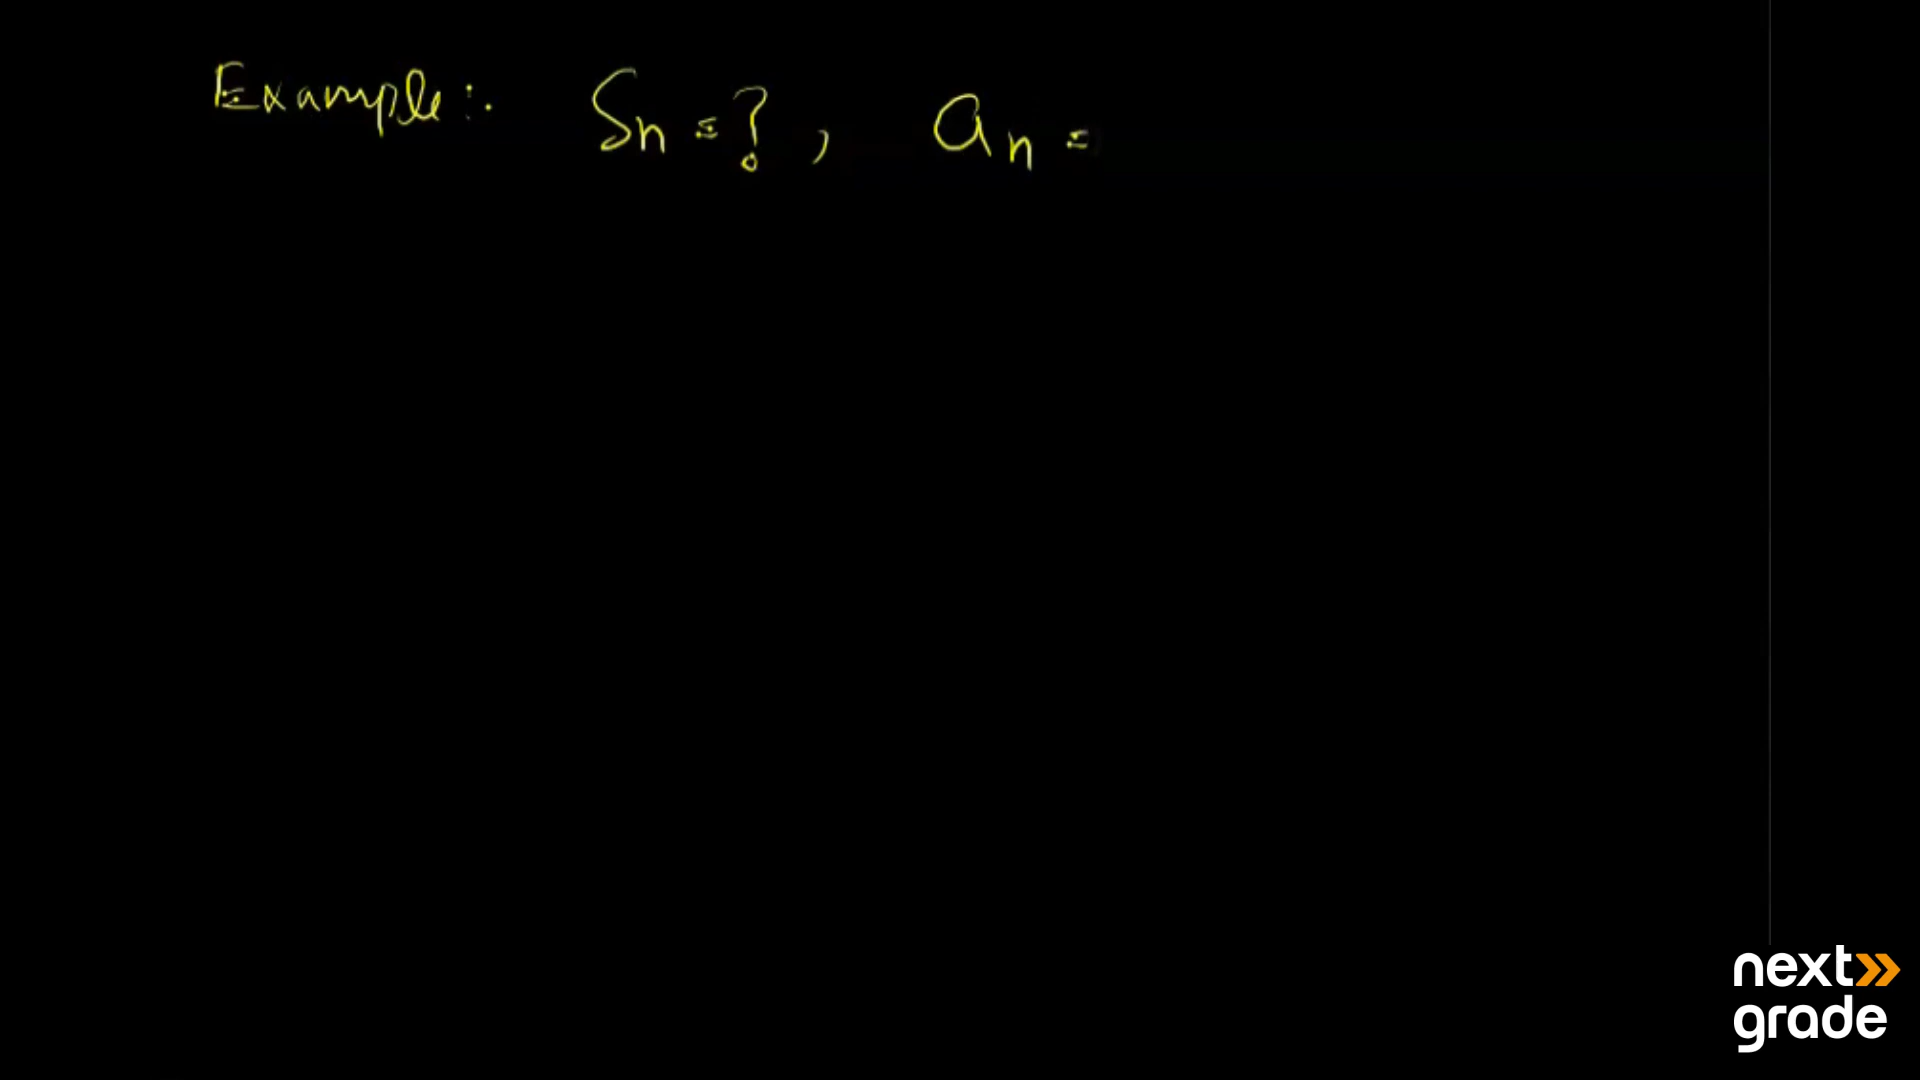 Example:. Sn = ? , an =
next
grade